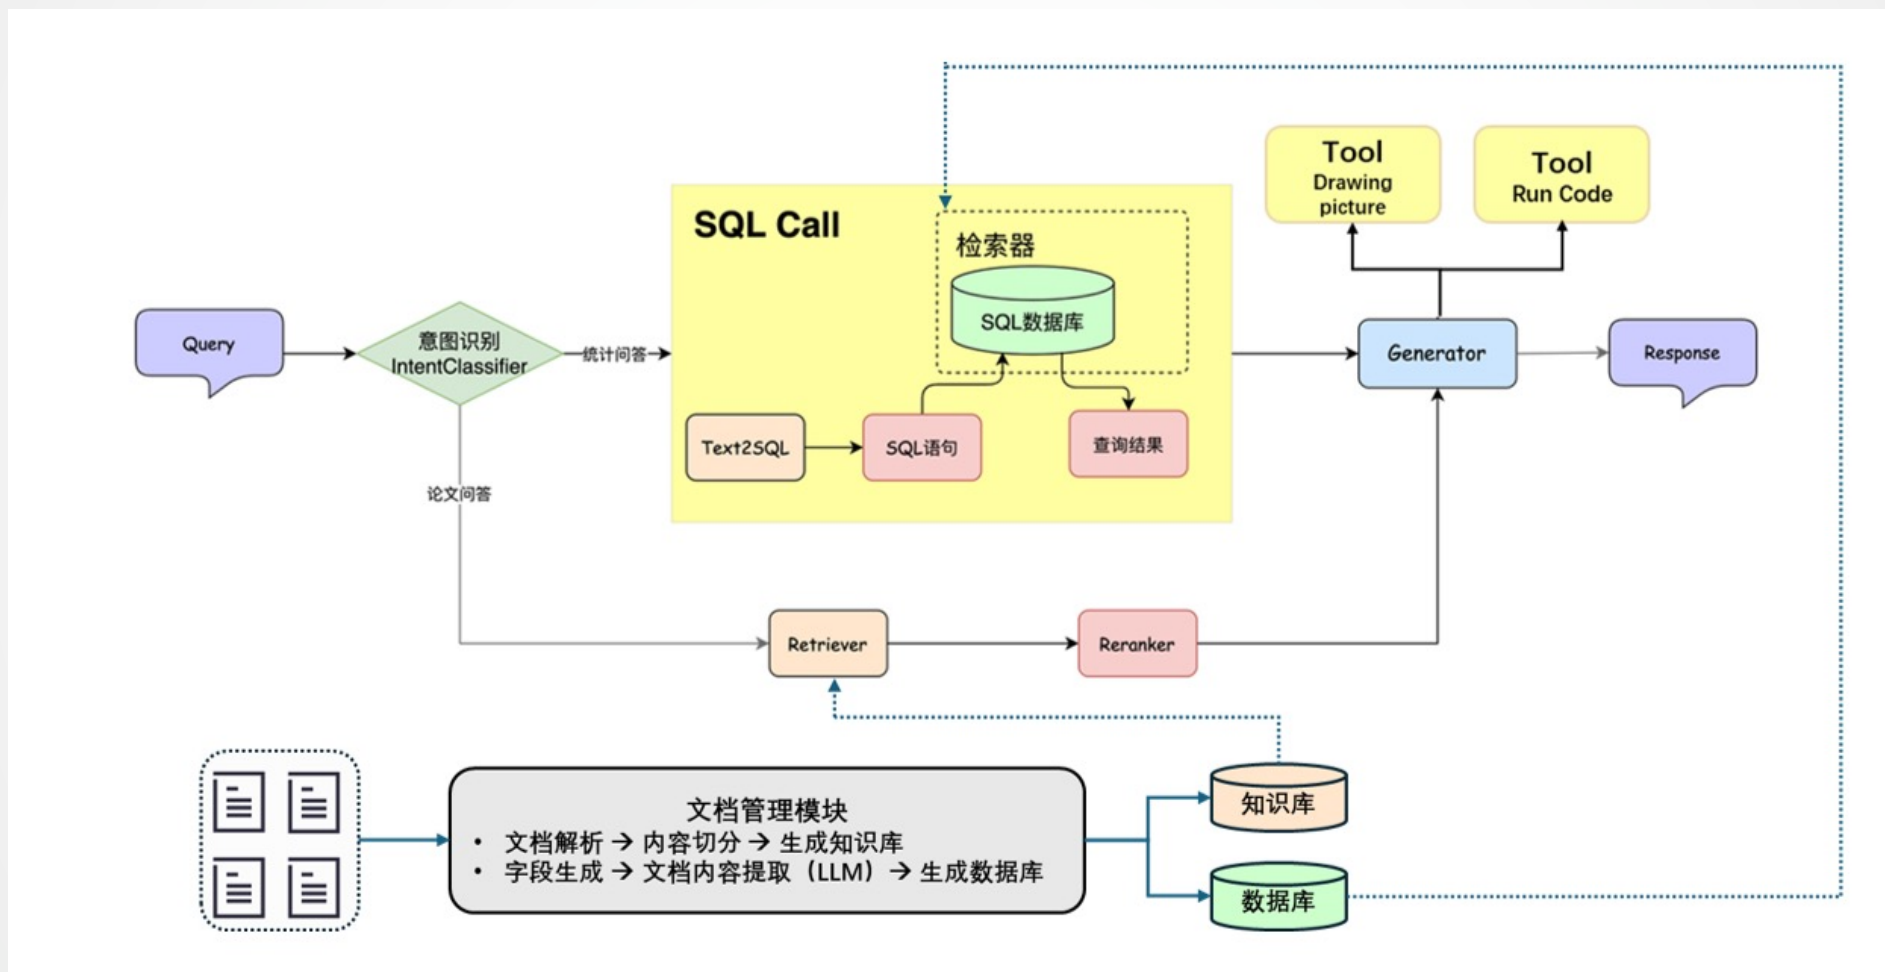 Tool
Drawing
picture
Tool
Run Code
SQL Call
检索器
SQL数据库
Query
意图识别
IntentClassifier
统计问答
Generator
Response
Text2SQL
SQL语句
查询结果
论文问答
Retriever
Reranker
文档管理模块
• 文档解析 → 内容切分 → 生成知识库
• 字段生成 → 文档内容提取（LLM）→ 生成数据库
知识库
数据库